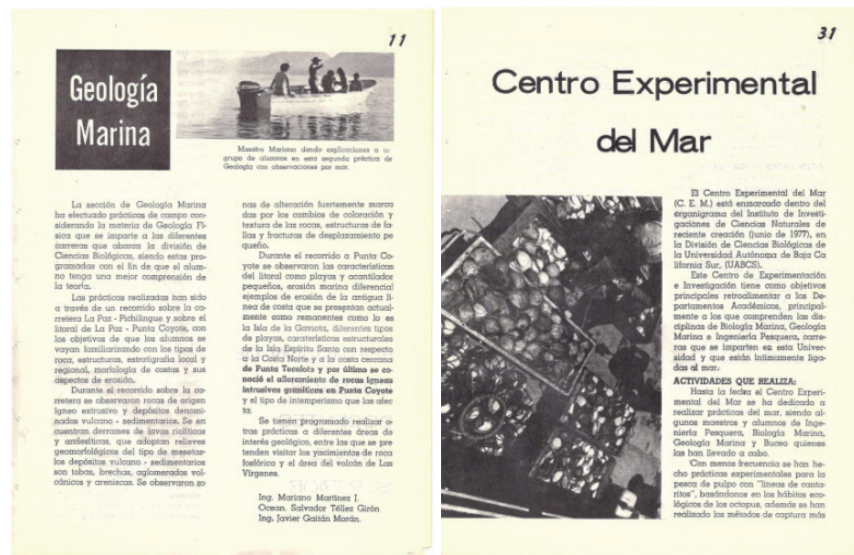 11
Geología
Marina
Maestro Mariano dando explicaciones a un
grupo de alumnos en esta segunda práctica de
Geología con observaciones por mar.
La sección de Geología Marina
ha efectuado prácticas de campo con-
siderando la materia de Geología Fí-
sica que se imparte a las diferentes
carreras que abarca la división de
Ciencias Biológicas, siendo estas pro-
gramadas con el fin de que el alum-
no tenga una mejor comprensión de
la teoría.
Las prácticas realizadas han sido
a través de un recorrido sobre la ca-
rretera La Paz - Pichilingue y sobre el
litoral de La Paz - Punta Coyote, con
los objetivos de que los alumnos se
vayan familiarizando con los tipos de
roca, estructuras, estratigrafía local y
regional, morfología de costas y sus
aspectos de erosión.
Durante el recorrido sobre la ca-
rretera se observaron rocas de origen
ígneo extrusivo y depósitos denomi-
nados vulcano - sedimentarios. Se en-
cuentran derrames de lavas riolíticas
y andesíticas, que adoptan relieves
geomorfológicos del tipo de mesetas-
los depósitos vulcano - sedimentarios
son tobas, brechas, aglomerados vol-
cánicos y areniscas. Se observaron zo
nas de alteración fuertemente marca
das por los cambios de coloración y
textura de las rocas, estructuras de fa-
llas y fracturas de desplazamiento pe
queño.
Durante el recorrido a Punta Co-
yote se observaron las características
del litoral como playas y acantilador
pequeños, erosión marina diferencial
ejemplos de erosión de la antigua lí-
nea de costa que se presentan actual-
mente como remanentes como lo es
la Isla de la Gaviota, diferentes tipos
de playas, caraterísticas estructurales
de la Isla Espíritu Santo con respecto
a la Costa Norte y a la costa cercana
de Punta Tecolote y por último se co-
noció el afloramiento de rocas ígneas
intrusivas graníticas en Punta Coyote
y el tipo de intemperismo que las afec
ta.
Se tienen programado realizar o-
tras prácticas a diferentes áreas de
interés geológico, entre las que se pre
tenden visitar los yacimientos de roca
fosfórica y el área del volcán de Las
Vírgenes.
Ing. Mariano Martínez J.
Ocean. Salvador Téllez Girón
Ing. Javier Gaitán Morán.
31
Centro Experimental
del Mar
El Centro Experimental del Mar
(C. E. M.) está enmarcado dentro del
organigrama del Instituto de Investi-
gaciones de Ciencias Naturales de
reciente creación (junio de 1977), en
la División de Ciencias Biológicas de
la Universidad Autónoma de Baja Ca
lifornia Sur, (UABCS).
Este Centro de Experimentación
e Investigación tiene como objetivos
principales retroalimentar a los De-
partamentos Académicos, principal-
mente a los que comprenden las dis-
ciplinas de Biología Marina, Geología
Marina e Ingeniería Pesquera, carre-
ras que se imparten en esta Univer-
sidad y que están íntimamente liga-
das al mar.
ACTIVIDADES QUE REALIZA:
Hasta la fecha el Centro Experi-
mental del Mar se ha dedicado a
realizar prácticas del mar, siendo al-
gunos maestros y alumnos de Inge-
niería Pesquera, Biología Marina,
Geología Marina y Buceo quienes
las han llevado a cabo.
Con menos frecuencia se han he-
cho prácticas experimentales para la
pesca de pulpo con "líneas de canta-
ritos", basándonos en los hábitos eco-
lógicos de los octopus, además se han
realizado los métodos de captura más